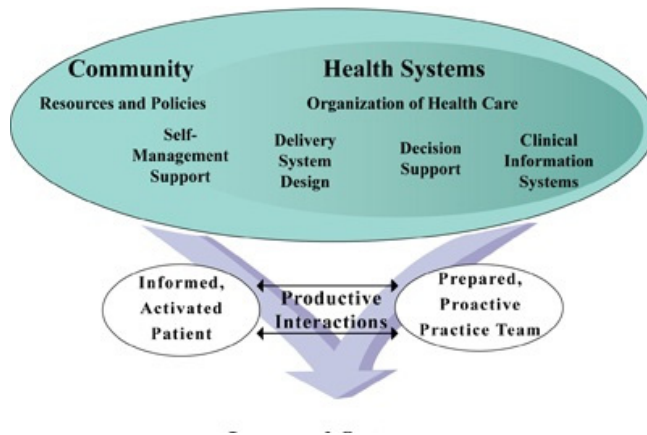 Community
Health Systems
Resources and Policies
Organization of Health Care
Self-
Management
Support
Delivery
System
Design
Decision
Support
Clinical
Information
Systems
Informed,
Activated
Patient
Productive
Interactions
Prepared,
Proactive
Practice Team